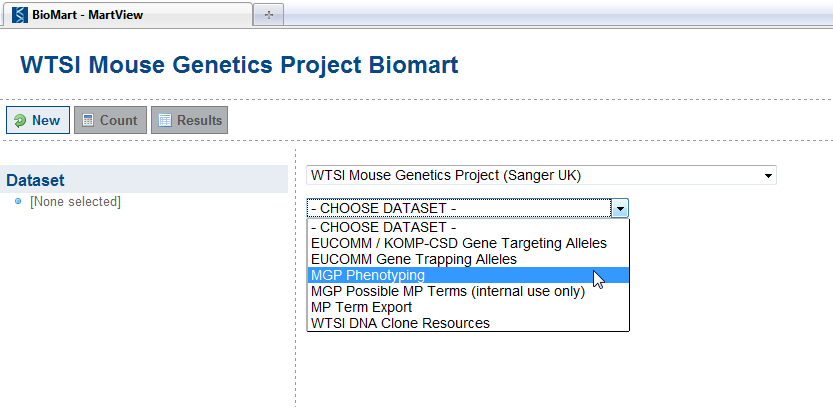 BioMart - MartView
WTSI Mouse Genetics Project Biomart
New Count Results
Dataset
[None selected]
WTSI Mouse Genetics Project (Sanger UK)
- CHOOSE DATASET -
- CHOOSE DATASET -
EUCOMM / KOMP-CSD Gene Targeting Alleles
EUCOMM Gene Trapping Alleles
MGP Phenotyping
MGP Possible MP Terms (internal use only)
MP Term Export
WTSI DNA Clone Resources